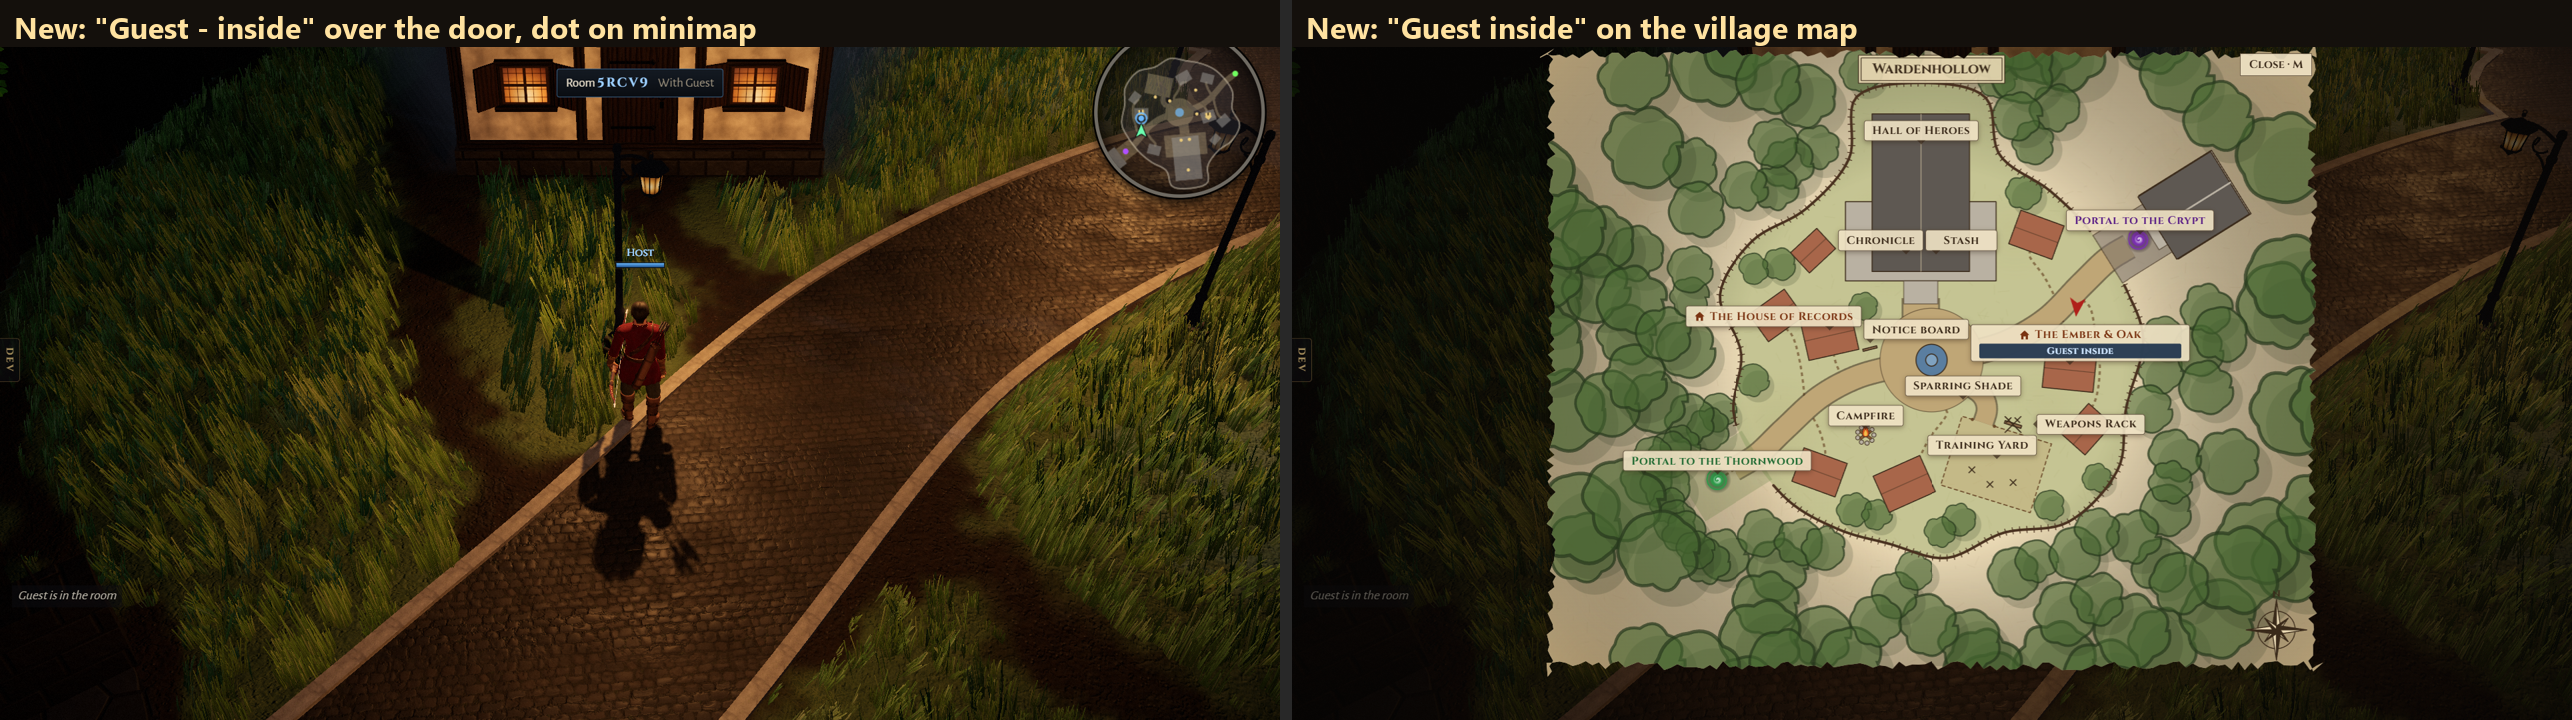 New: "Guest - inside" over the door, dot on minimap
Room 5RCV9 With Guest
HOST
DEV
Guest is in the room
New: "Guest inside" on the village map
WARDENHOLLOW
CLOSE · M
HALL OF HEROES
PORTAL TO THE CRYPT
CHRONICLE
STASH
THE HOUSE OF RECORDS
NOTICE BOARD
THE EMBER & OAK
GUEST INSIDE
SPARRING SHADE
CAMPFIRE
WEAPONS RACK
TRAINING YARD
PORTAL TO THE THORNWOOD
DEV
Guest is in the room